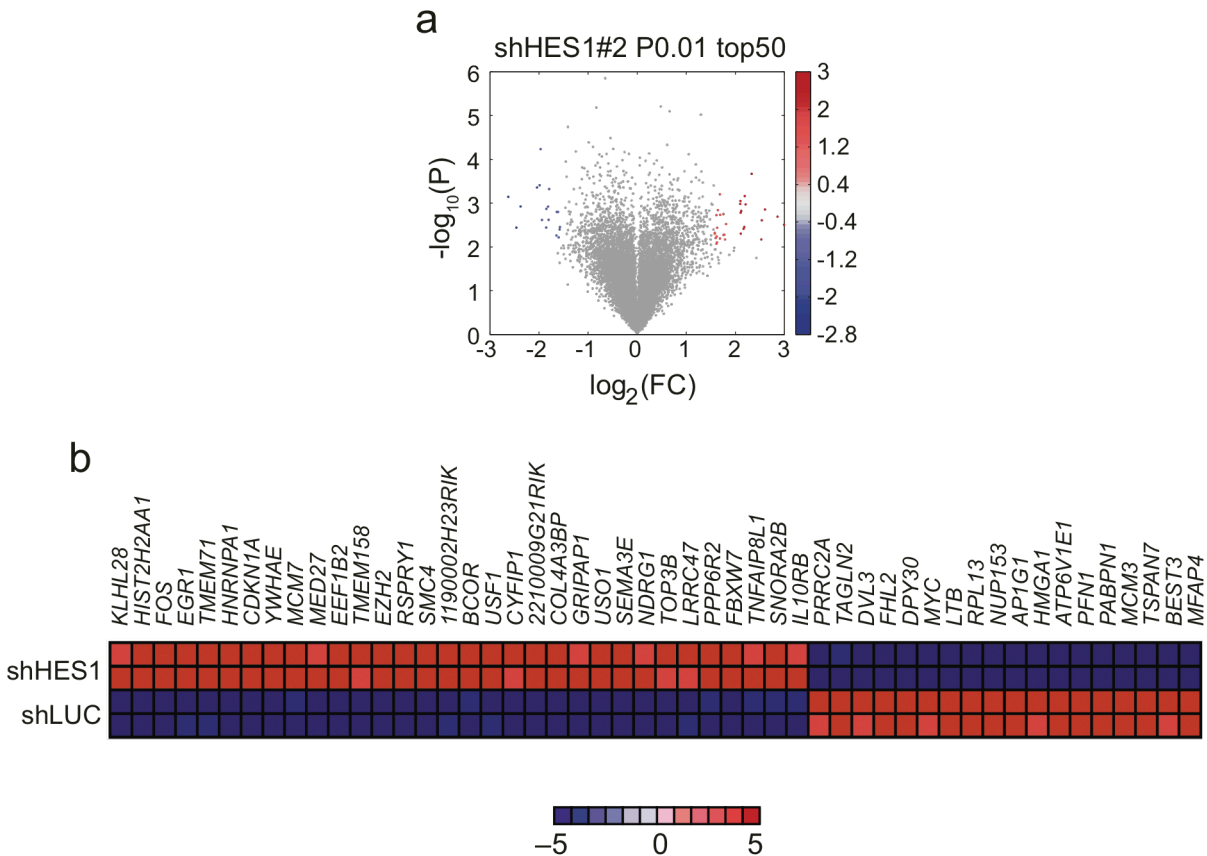 a
shHES1#2 P0.01 top50
6
5
4
3
2
1
0
-log10(P)
-3 -2 -1 0 1 2 3
log2(FC)
3
2
1.2
0.4
-0.4
-1.2
-2
-2.8
b
KLHL28
HIST2H2AA1
FOS
EGR1
TMEM71
HNRNPA1
CDKN1A
YWHAE
MCM7
MED27
EEF1B2
TMEM158
EZH2
RSPRY1
SMC4
1190002H23RIK
BCOR
USF1
CYFIP1
2210009G21RIK
COL4A3BP
GRIPAP1
USO1
SEMA3E
NDRG1
TOP3B
LRRC47
PPP6R2
FBXW7
TNFAIP8L1
SNORA2B
IL10RB
PRRC2A
TAGLN2
DVL3
FHL2
DPY30
MYC
LTB
RPL13
NUP153
AP1G1
HMGA1
ATP6V1E1
PFN1
PABPN1
MCM3
TSPAN7
BEST3
MFAP4
shHES1
shLUC
–5 0 5